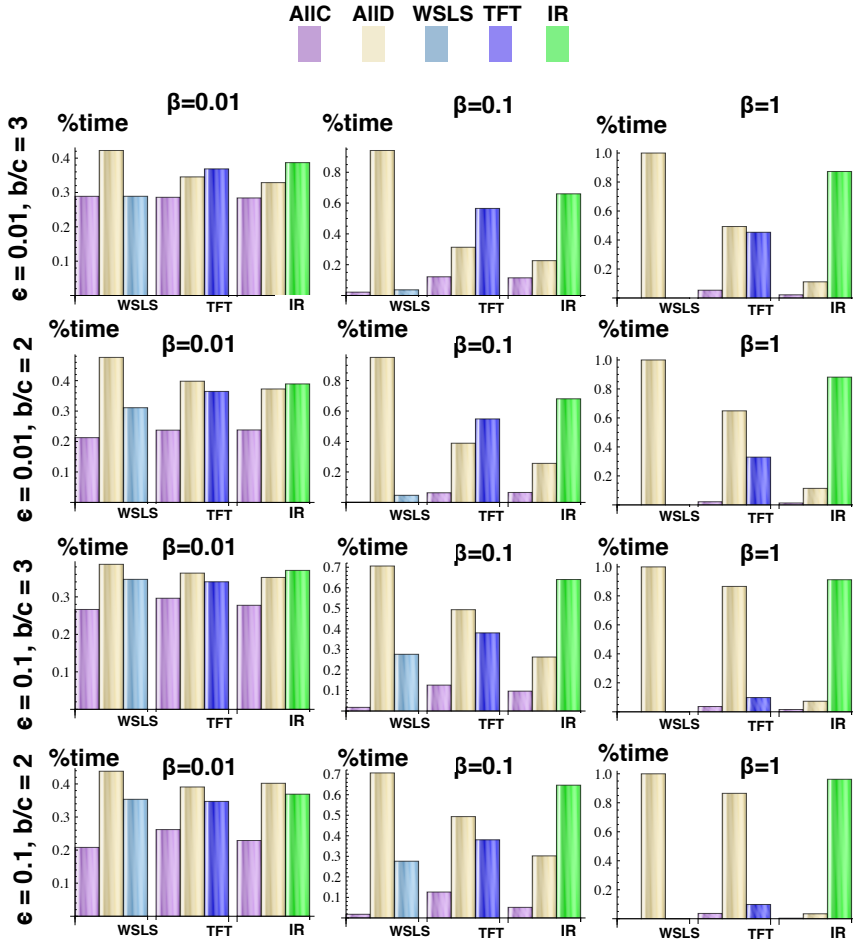 AllC AllD WSLS TFT IR
β=0.01 β=0.1 β=1
ϵ = 0.01, b/c = 3
%time
0.4
0.3
0.2
0.1
WSLS TFT IR
%time
0.8
0.6
0.4
0.2
WSLS TFT IR
%time
1.0
0.8
0.6
0.4
0.2
WSLS TFT IR
ϵ = 0.01, b/c = 2
%time β=0.01
0.4
0.3
0.2
0.1
WSLS TFT IR
%time β=0.1
0.8
0.6
0.4
0.2
WSLS TFT IR
%time β=1
1.0
0.8
0.6
0.4
0.2
WSLS TFT IR
ϵ = 0.1, b/c = 3
%time β=0.01
0.3
0.2
0.1
WSLS TFT IR
%time β=0.1
0.7
0.6
0.5
0.4
0.3
0.2
0.1
WSLS TFT IR
%time β=1
1.0
0.8
0.6
0.4
0.2
WSLS TFT IR
ϵ = 0.1, b/c = 2
%time β=0.01
0.4
0.3
0.2
0.1
WSLS TFT IR
%time β=0.1
0.7
0.6
0.5
0.4
0.3
0.2
0.1
WSLS TFT IR
%time β=1
1.0
0.8
0.6
0.4
0.2
WSLS TFT IR